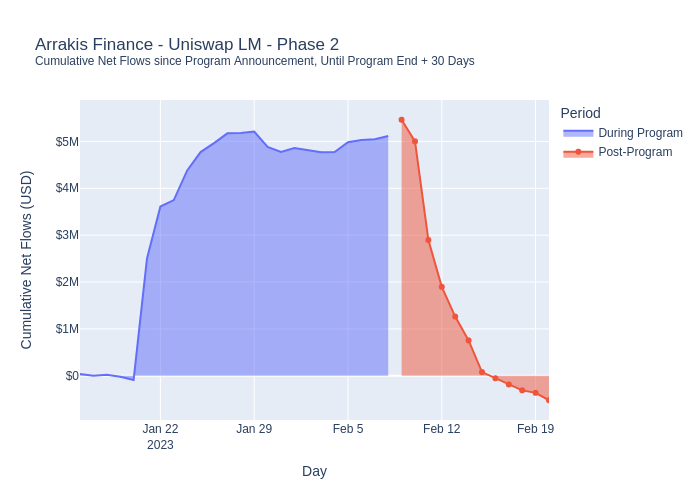 Arrakis Finance - Uniswap LM - Phase 2
Cumulative Net Flows since Program Announcement, Until Program End + 30 Days
Period
During Program
Post-Program
Cumulative Net Flows (USD)
$5M
$4M
$3M
$2M
$1M
$0
Jan 22
2023
Jan 29
Feb 5
Feb 12
Feb 19
Day